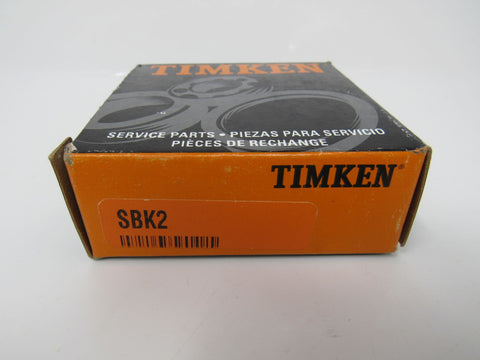 TIMKEN
SERVICE PARTS • PIEZAS PARA SERVICIO
PIÈCES DE RECHANGE
TIMKEN®
SBK2